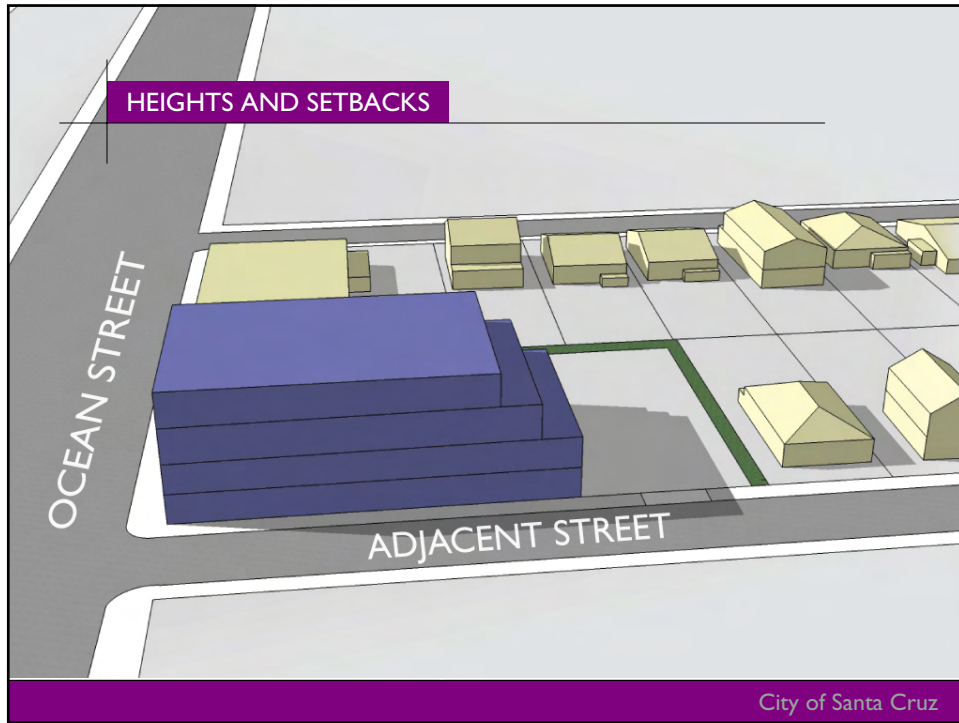 HEIGHTS AND SETBACKS
OCEAN STREET
ADJACENT STREET
City of Santa Cruz